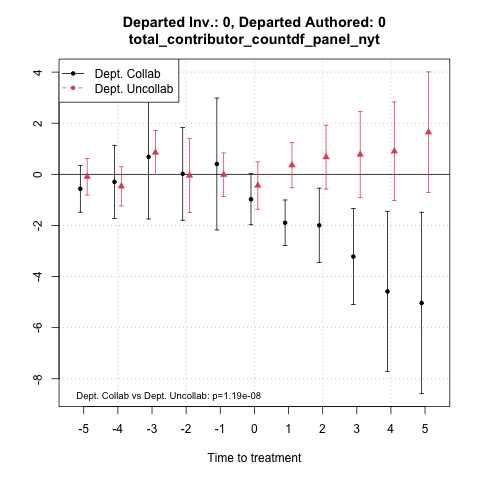 Departed Inv.: 0, Departed Authored: 0
total_contributor_countdf_panel_nyt
Dept. Collab
Dept. Uncollab
4
2
0
-2
-4
-6
-8
Dept. Collab vs Dept. Uncollab: p=1.19e-08
-5 -4 -3 -2 -1 0 1 2 3 4 5
Time to treatment